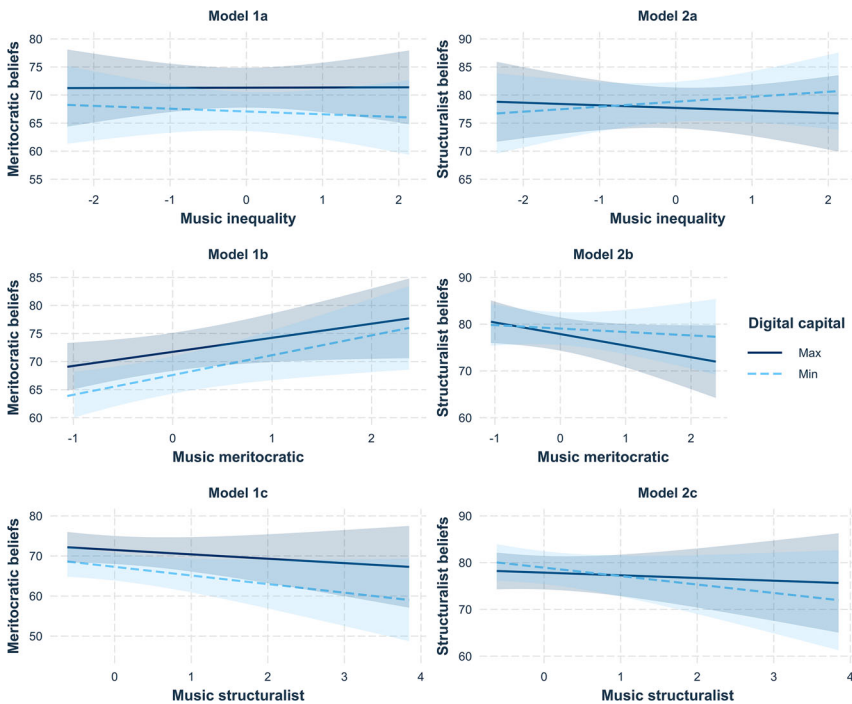 Model 1a
Meritocratic beliefs
80
75
70
65
60
55
-2
-1
0
1
2
Music inequality
Model 2a
Structuralist beliefs
90
85
80
75
70
65
-2
-1
0
1
2
Music inequality
Model 1b
Meritocratic beliefs
85
80
75
70
65
60
-1
0
1
2
Music meritocratic
Model 2b
Structuralist beliefs
90
80
70
60
-1
0
1
2
Music meritocratic
Digital capital
Max
Min
Model 1c
Meritocratic beliefs
80
70
60
50
0
1
2
3
4
Music structuralist
Model 2c
Structuralist beliefs
90
80
70
60
0
1
2
3
4
Music structuralist